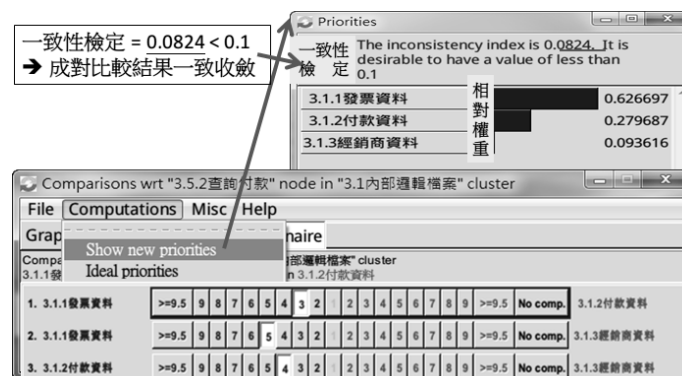 一致性檢定 = 0.0824 < 0.1
➔ 成對比較結果一致收斂
Priorities
一致性
檢 定
The inconsistency index is 0.0824. It is
desirable to have a value of less than
0.1
相對權重
3.1.1發票資料 0.626697
3.1.2付款資料 0.279687
3.1.3經銷商資料 0.093616
Comparisons wrt "3.5.2查詢付款" node in "3.1內部邏輯檔案" cluster
File Computations Misc Help
Grap
naire
Show new priorities
Ideal priorities
Compa
部邏輯檔案" cluster
3.1.1發
n 3.1.2付款資料
1. 3.1.1發票資料 >=9.5 9 8 7 6 5 4 3 2 1 2 3 4 5 6 7 8 9 >=9.5 No comp. 3.1.2付款資料
2. 3.1.1發票資料 >=9.5 9 8 7 6 5 4 3 2 1 2 3 4 5 6 7 8 9 >=9.5 No comp. 3.1.3經銷商資料
3. 3.1.2付款資料 >=9.5 9 8 7 6 5 4 3 2 1 2 3 4 5 6 7 8 9 >=9.5 No comp. 3.1.3經銷商資料